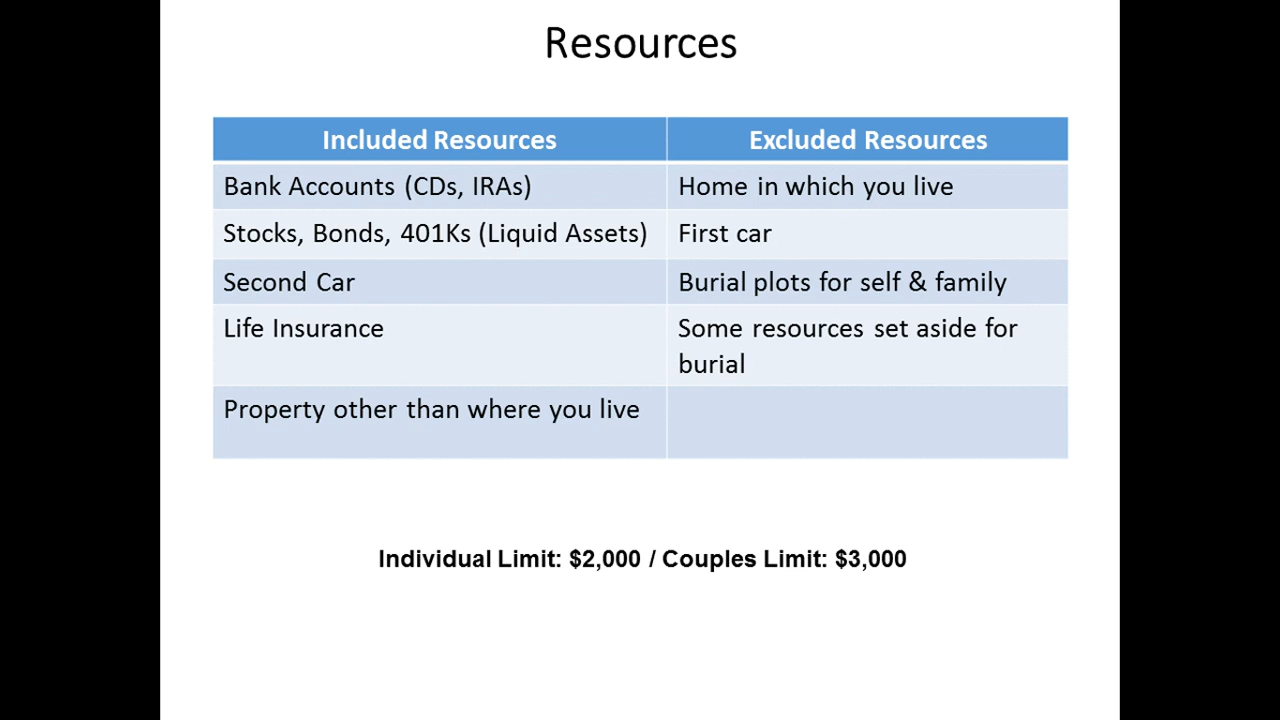 Resources
Included Resources
Excluded Resources
Bank Accounts (CDs, IRAs)
Home in which you live
Stocks, Bonds, 401Ks (Liquid Assets)
First car
Second Car
Burial plots for self & family
Life Insurance
Some resources set aside for
burial
Property other than where you live
Individual Limit: $2,000 / Couples Limit: $3,000